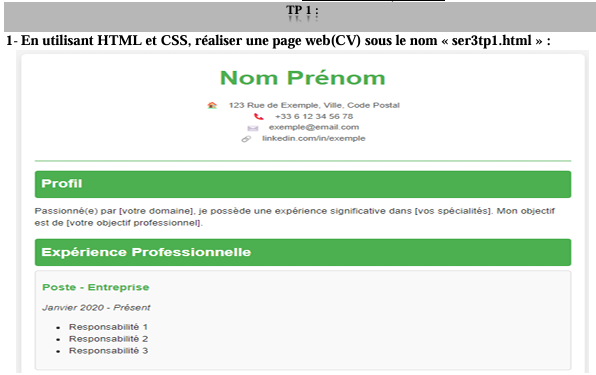 TP 1 :
1- En utilisant HTML et CSS, réaliser une page web(CV) sous le nom « ser3tp1.html » :
Nom Prénom
123 Rue de Exemple, Ville, Code Postal
+33 6 12 34 56 78
exemple@email.com
linkedin.com/in/exemple
Profil
Passionné(e) par [votre domaine], je possède une expérience significative dans [vos spécialités]. Mon objectif
est de [votre objectif professionnel].
Expérience Professionnelle
Poste - Entreprise
Janvier 2020 - Présent
• Responsabilité 1
• Responsabilité 2
• Responsabilité 3